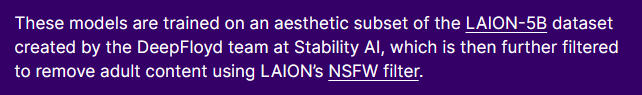 These models are trained on an aesthetic subset of the LAION-5B dataset
created by the DeepFloyd team at Stability AI, which is then further filtered
to remove adult content using LAION’s NSFW filter.